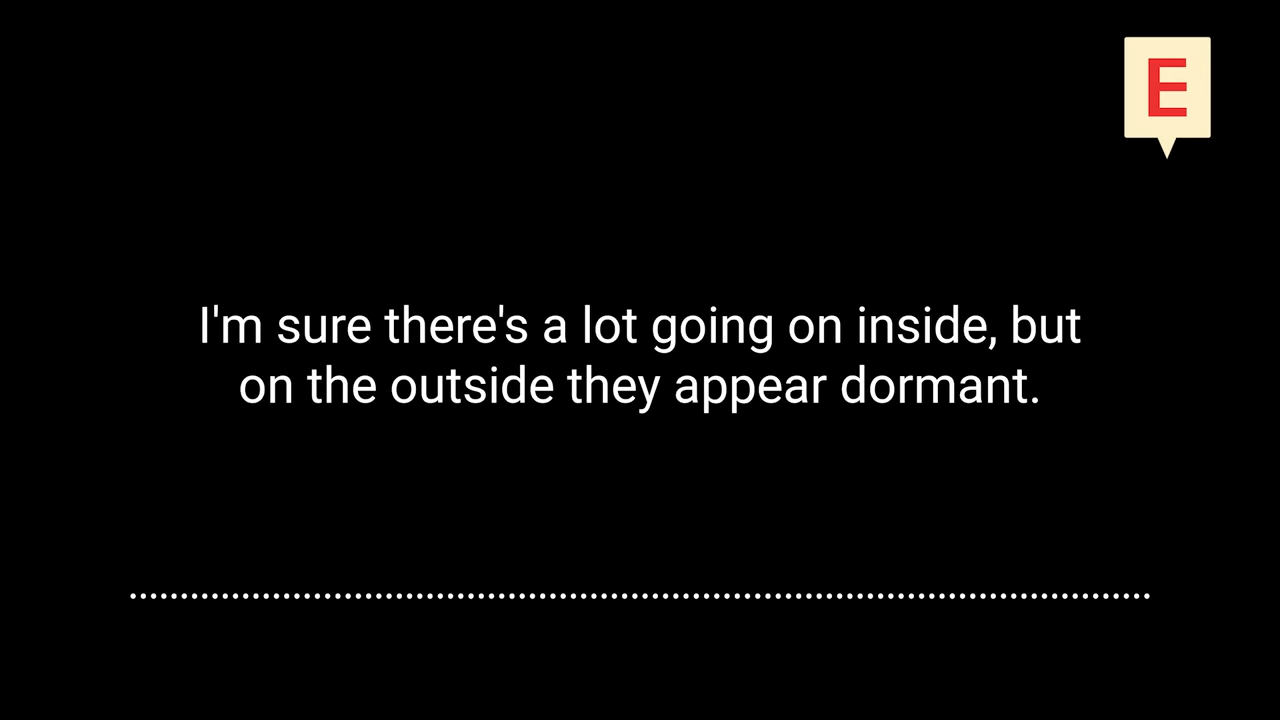 E
I'm sure there's a lot going on inside, but
on the outside they appear dormant.